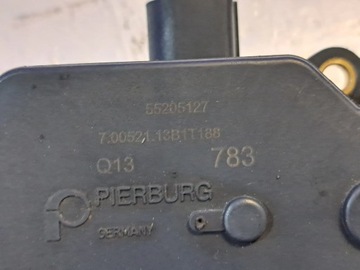 55205127
7.00521.13B1T188
Q13 783
PIERBURG
GERMANY